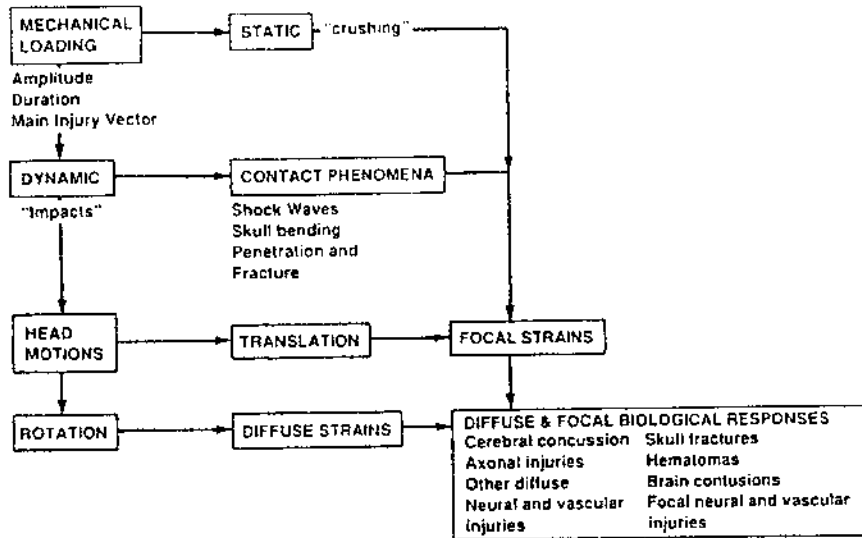 MECHANICAL
LOADING
STATIC
"crushing"
Amplitude
Duration
Main Injury Vector
DYNAMIC
CONTACT PHENOMENA
"Impacts"
Shock Waves
Skull bending
Penetration and
Fracture
HEAD
MOTIONS
TRANSLATION
FOCAL STRAINS
ROTATION
DIFFUSE STRAINS
DIFFUSE & FOCAL BIOLOGICAL RESPONSES
Cerebral concussion Skull fractures
Axonal injuries Hematomas
Other diffuse Brain contusions
Neural and vascular Focal neural and vascular
injuries injuries